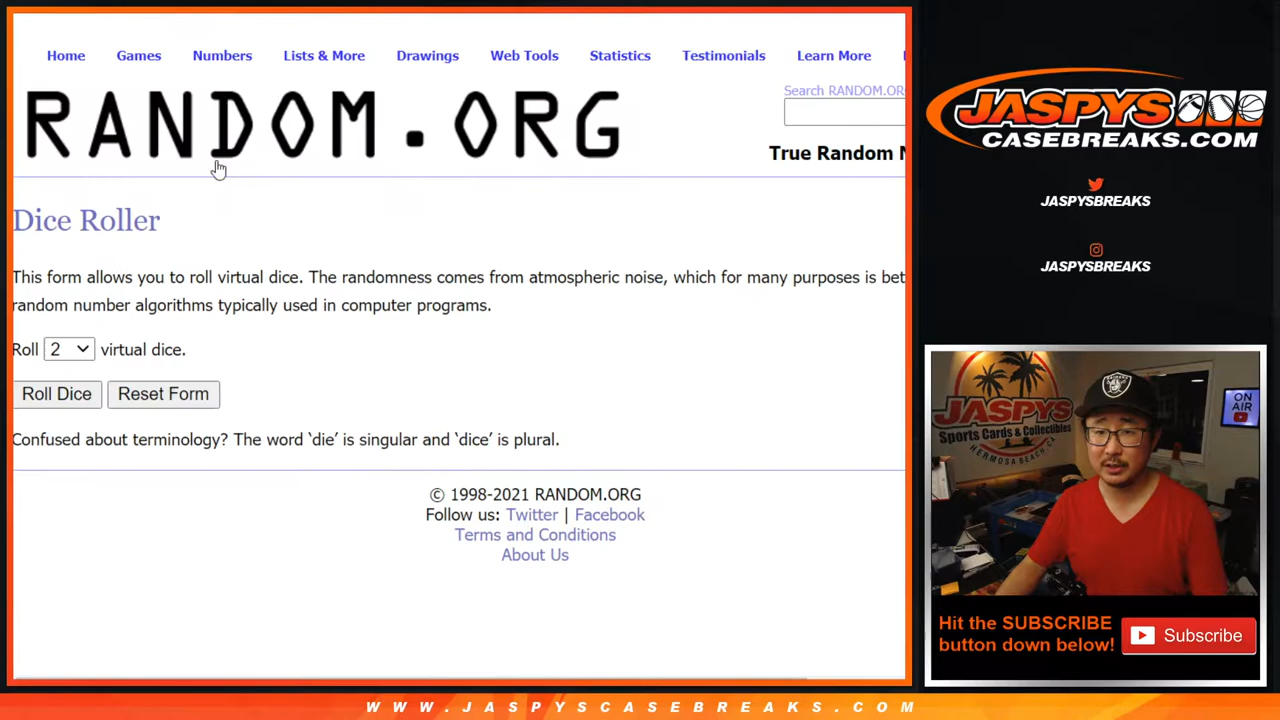 Home Games Numbers Lists & More Drawings Web Tools Statistics Testimonials Learn More
RANDOM.ORG
Search RANDOM.OR
True Random
Dice Roller
This form allows you to roll virtual dice. The randomness comes from atmospheric noise, which for many purposes is bet
random number algorithms typically used in computer programs.
Roll 2 virtual dice.
Roll Dice Reset Form
Confused about terminology? The word ‘die’ is singular and ‘dice’ is plural.
© 1998-2021 RANDOM.ORG
Follow us: Twitter | Facebook
Terms and Conditions
About Us
JASPYS
CASEBREAKS.COM
JASPYSBREAKS
JASPYSBREAKS
JASPYS
Sports Cards & Collectibles
HERMOSA BEACH, CA
ON
AIR
RAIDERS
Hit the SUBSCRIBE
button down below!
Subscribe
WWW.JASPYSCASEBREAKS.COM